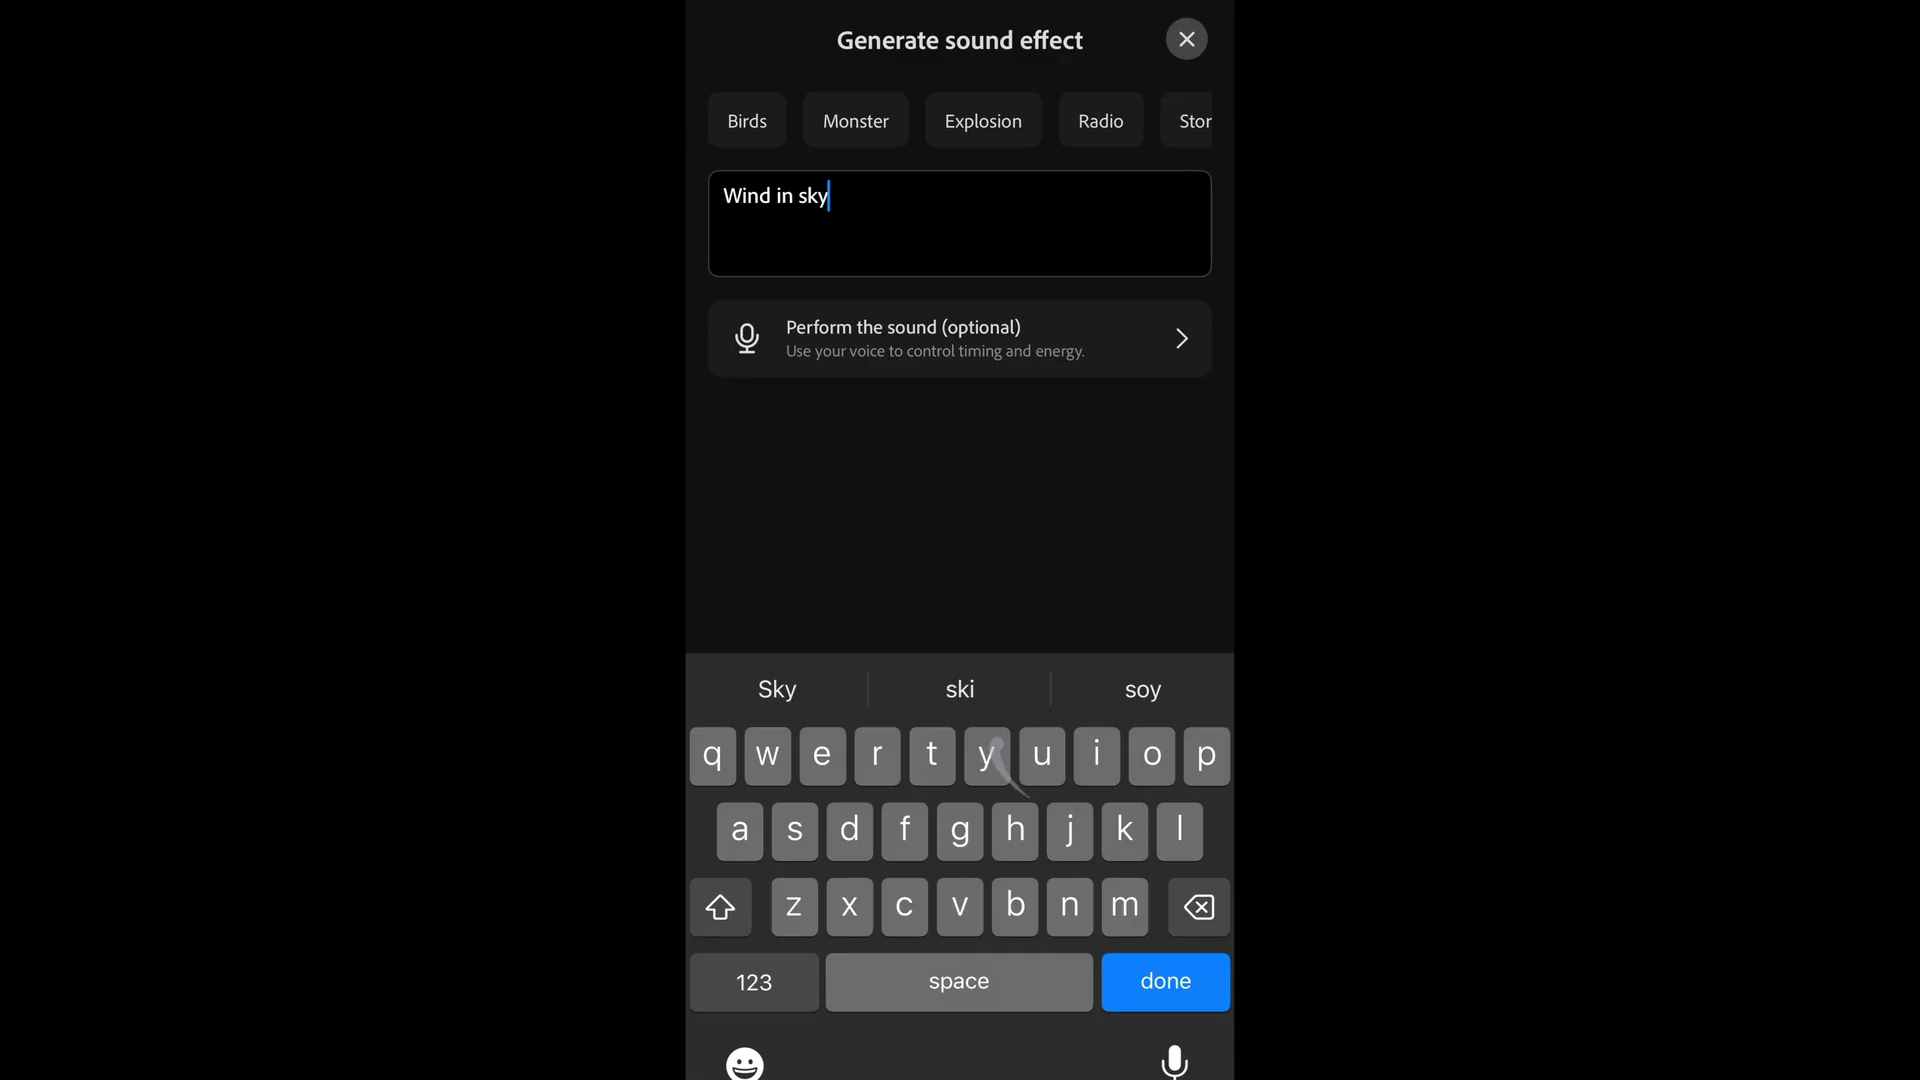 Generate sound effect
Birds Monster Explosion Radio Stor
Wind in sky
Perform the sound (optional)
Use your voice to control timing and energy.
Sky ski soy
q w e r t y u i o p
a s d f g h j k l
z x c v b n m
123 space done